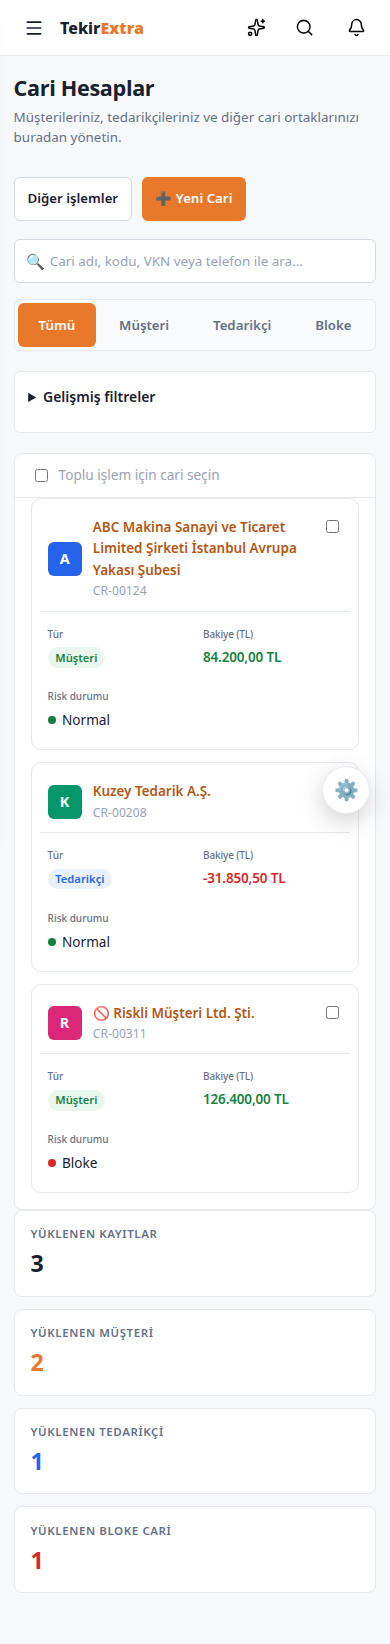 TekirExtra
Cari Hesaplar
Müşterileriniz, tedarikçileriniz ve diğer cari ortaklarınızı
buradan yönetin.
Diğer işlemler
➕ Yeni Cari
🔍 Cari adı, kodu, VKN veya telefon ile ara...
Tümü
Müşteri
Tedarikçi
Bloke
▶ Gelişmiş filtreler
Toplu işlem için cari seçin
A
ABC Makina Sanayi ve Ticaret
Limited Şirketi İstanbul Avrupa
Yakası Şubesi
CR-00124
Tür
Bakiye (TL)
Müşteri
84.200,00 TL
Risk durumu
Normal
K
Kuzey Tedarik A.Ş.
CR-00208
Tür
Bakiye (TL)
Tedarikçi
-31.850,50 TL
Risk durumu
Normal
R
🚫 Riskli Müşteri Ltd. Şti.
CR-00311
Tür
Bakiye (TL)
Müşteri
126.400,00 TL
Risk durumu
Bloke
YÜKLENEN KAYITLAR
3
YÜKLENEN MÜŞTERİ
2
YÜKLENEN TEDARİKÇİ
1
YÜKLENEN BLOKE CARİ
1